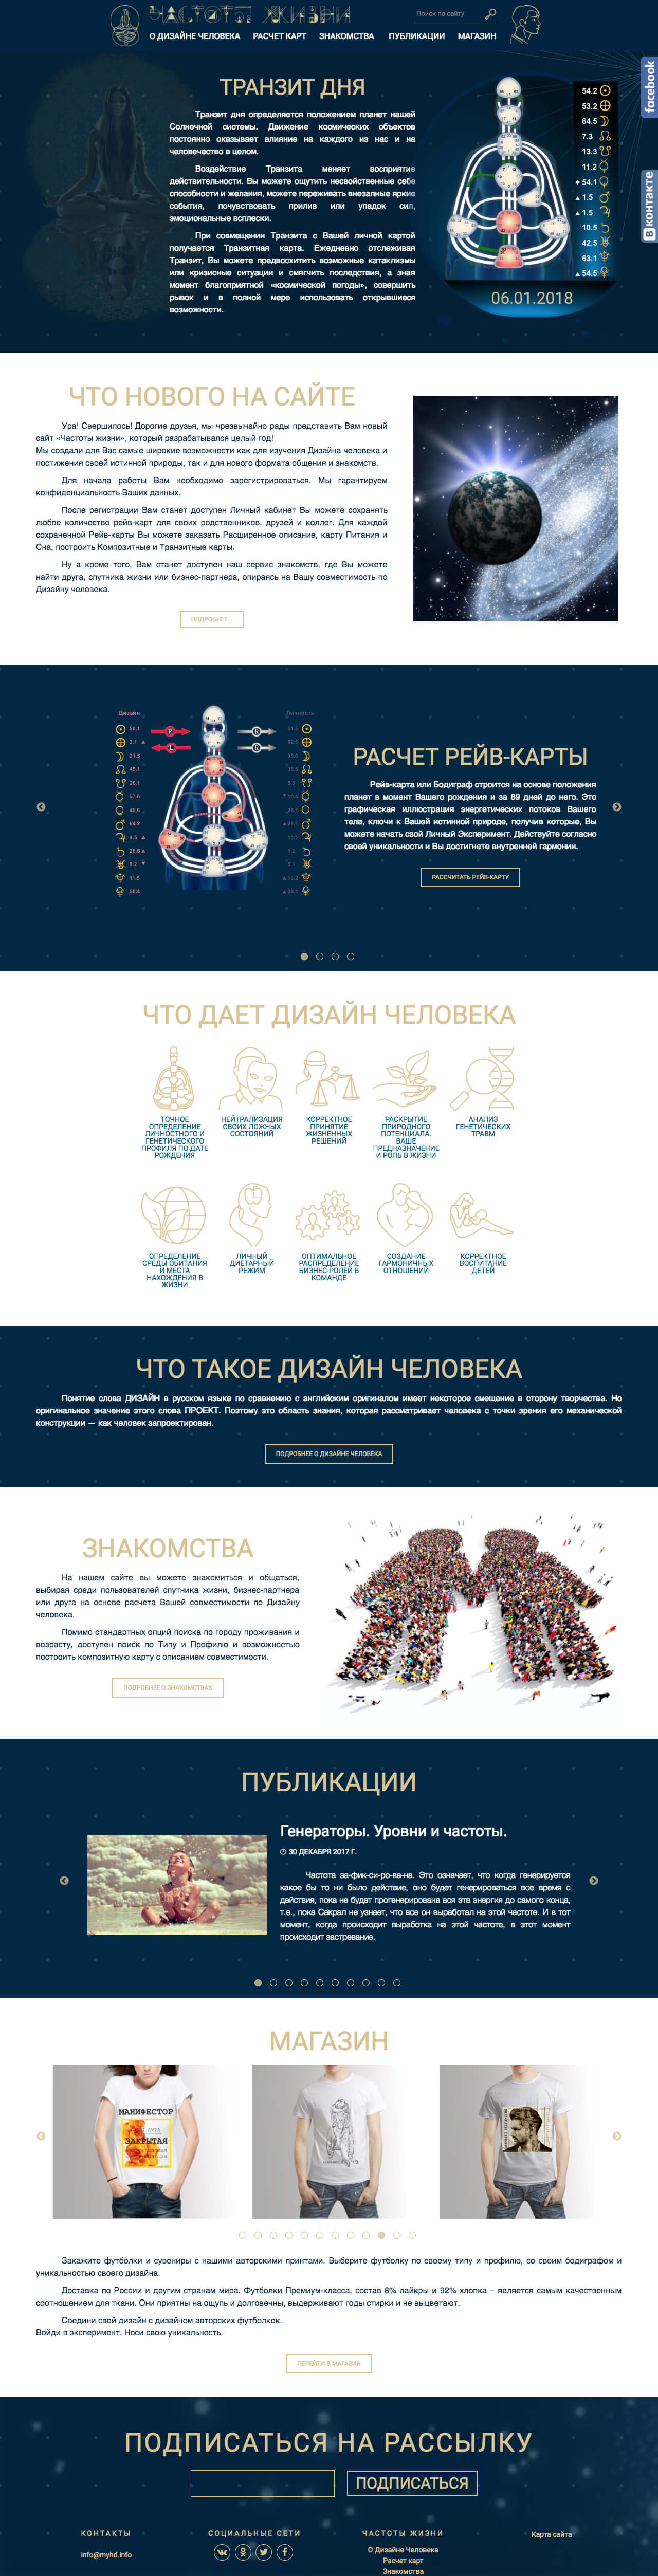 ЧАСТОТЫ ЖИЗНИ
Поиск по сайту
О ДИЗАЙНЕ ЧЕЛОВЕКА РАСЧЕТ КАРТ ЗНАКОМСТВА ПУБЛИКАЦИИ МАГАЗИН
facebook
Вконтакте
ТРАНЗИТ ДНЯ
Транзит дня определяется положением планет нашей
Солнечной системы. Движение космических объектов
постоянно оказывает влияние на каждого из нас и на
человечество в целом.
Воздействие Транзита меняет восприятие
действительности. Вы можете ощутить несвойственные себе
способности и желания, можете переживать внезапные яркие
события, почувствовать прилив или упадок сил,
эмоциональные всплески.
При совмещении Транзита с Вашей личной картой
получается Транзитная карта. Ежедневно отслеживая
Транзит, Вы можете предвосхитить возможные катаклизмы
или кризисные ситуации и смягчить последствия, а зная
момент благоприятной «космической погоды», совершить
рывок и в полной мере использовать открывшиеся
возможности.
54.2
53.2
64.5
7.3
13.3
11.2
54.1
1.5
1.5
10.5
42.5
63.1
54.5
06.01.2018
ЧТО НОВОГО НА САЙТЕ
Ура! Свершилось! Дорогие друзья, мы чрезвычайно рады представить Вам новый
сайт «Частоты жизни», который разрабатывался целый год!
Мы создали для Вас самые широкие возможности как для изучения Дизайна человека и
постижения своей истинной природы, так и для нового формата общения и знакомств.
Для начала работы Вам необходимо зарегистрироваться. Мы гарантируем
конфиденциальность Ваших данных.
После регистрации Вам станет доступен Личный кабинет Вы можете сохранять
любое количество рейв-карт для своих родственников, друзей и коллег. Для каждой
сохраненной Рейв-карты Вы можете заказать Расширенное описание, карту Питания и
Сна, построить Композитные и Транзитные карты.
Ну а кроме того, Вам станет доступен наш сервис знакомств, где Вы можете
найти друга, спутника жизни или бизнес-партнера, опираясь на Вашу совместимость по
Дизайну человека.
ПОДРОБНЕЕ...
Дизайн
Личность
50.1
3.1
21.5
45.1
26.1
57.6
40.6
64.2
9.5
28.5
9.2
11.5
50.4
РАСЧЕТ РЕЙВ-КАРТЫ
Рейв-карта или Бодиграф строится на основе положения
планет в момент Вашего рождения и за 89 дней до него. Это
графическая иллюстрация энергетических потоков Вашего
тела, ключи к Вашей истинной природе, получив которые, Вы
можете начать свой Личный Эксперимент. Действуйте согласно
своей уникальности и Вы достигнете внутренней гармонии.
РАССЧИТАТЬ РЕЙВ-КАРТУ
ЧТО ДАЕТ ДИЗАЙН ЧЕЛОВЕКА
ТОЧНОЕ
ОПРЕДЕЛЕНИЕ
ЛИЧНОСТНОГО И
ГЕНЕТИЧЕСКОГО
ПРОФИЛЯ ПО ДАТЕ
РОЖДЕНИЯ
НЕЙТРАЛИЗАЦИЯ
СВОИХ ЛОЖНЫХ
СОСТОЯНИЙ
КОРРЕКТНОЕ
ПРИНЯТИЕ
ЖИЗНЕННЫХ
РЕШЕНИЙ
РАСКРЫТИЕ
ПРИРОДНОГО
ПОТЕНЦИАЛА.
ВАШЕ
ПРЕДНАЗНАЧЕНИЕ
И РОЛЬ В ЖИЗНИ
АНАЛИЗ
ГЕНЕТИЧЕСКИХ
ТРАВМ
ОПРЕДЕЛЕНИЕ
СРЕДЫ ОБИТАНИЯ
И МЕСТА
НАХОЖДЕНИЯ В
ЖИЗНИ
ЛИЧНЫЙ
ДИЕТАРНЫЙ
РЕЖИМ
ОПТИМАЛЬНОЕ
РАСПРЕДЕЛЕНИЕ
БИЗНЕС-РОЛЕЙ В
КОМАНДЕ
СОЗДАНИЕ
ГАРМОНИЧНЫХ
ОТНОШЕНИЙ
КОРРЕКТНОЕ
ВОСПИТАНИЕ
ДЕТЕЙ
ЧТО ТАКОЕ ДИЗАЙН ЧЕЛОВЕКА
Понятие слова ДИЗАЙН в русском языке по сравнению с английским оригиналом имеет некоторое смещение в сторону творчества. Но
оригинальное значение этого слова ПРОЕКТ. Поэтому это область знания, которая рассматривает человека с точки зрения его механической
конструкции — как человек запроектирован.
ПОДРОБНЕЕ О ДИЗАЙНЕ ЧЕЛОВЕКА
ЗНАКОМСТВА
На нашем сайте вы можете знакомиться и общаться,
выбирая среди пользователей спутника жизни, бизнес-партнера
или друга на основе расчета Вашей совместимости по Дизайну
человека.
Помимо стандартных опций поиска по городу проживания и
возрасту, доступен поиск по Типу и Профилю и возможностью
построить композитную карту с описанием совместимости.
ПОДРОБНЕЕ О ЗНАКОМСТВАХ
ПУБЛИКАЦИИ
Генераторы. Уровни и частоты.
30 ДЕКАБРЯ 2017 Г.
Частота за-фик-си-ро-ва-на. Это означает, что когда генерируется
какое бы то ни было действие, оно будет генерироваться все время с
действия, пока не будет прогенерирована вся эта энергия до самого конца,
т.е., пока Сакрал не узнает, что все он выработал на этой частоте. И в тот
момент, когда происходит выработка на этой частоте, в этот момент
происходит застревание.
МАГАЗИН
МАНИФЕСТОР
АУРА
ЗАКРЫТАЯ
Закажите футболки и сувениры с нашими авторскими принтами. Выберите футболку по своему типу и профилю, со своим бодиграфом и
уникальностью своего дизайна.
Доставка по России и другим странам мира. Футболки Премиум-класса, состав 8% лайкры и 92% хлопка – является самым качественным
соотношением для ткани. Они приятны на ощупь и долговечны, выдерживают годы стирки и не выцветают.
Соедини свой дизайн с дизайном авторских футболкок.
Войди в эксперимент. Носи свою уникальность.
ПЕРЕЙТИ В МАГАЗИН
ПОДПИСАТЬСЯ НА РАССЫЛКУ
ПОДПИСАТЬСЯ
КОНТАКТЫ
info@myhd.info
СОЦИАЛЬНЫЕ СЕТИ
ЧАСТОТЫ ЖИЗНИ
О Дизайне Человека
Расчет карт
Знакомства
Карта сайта